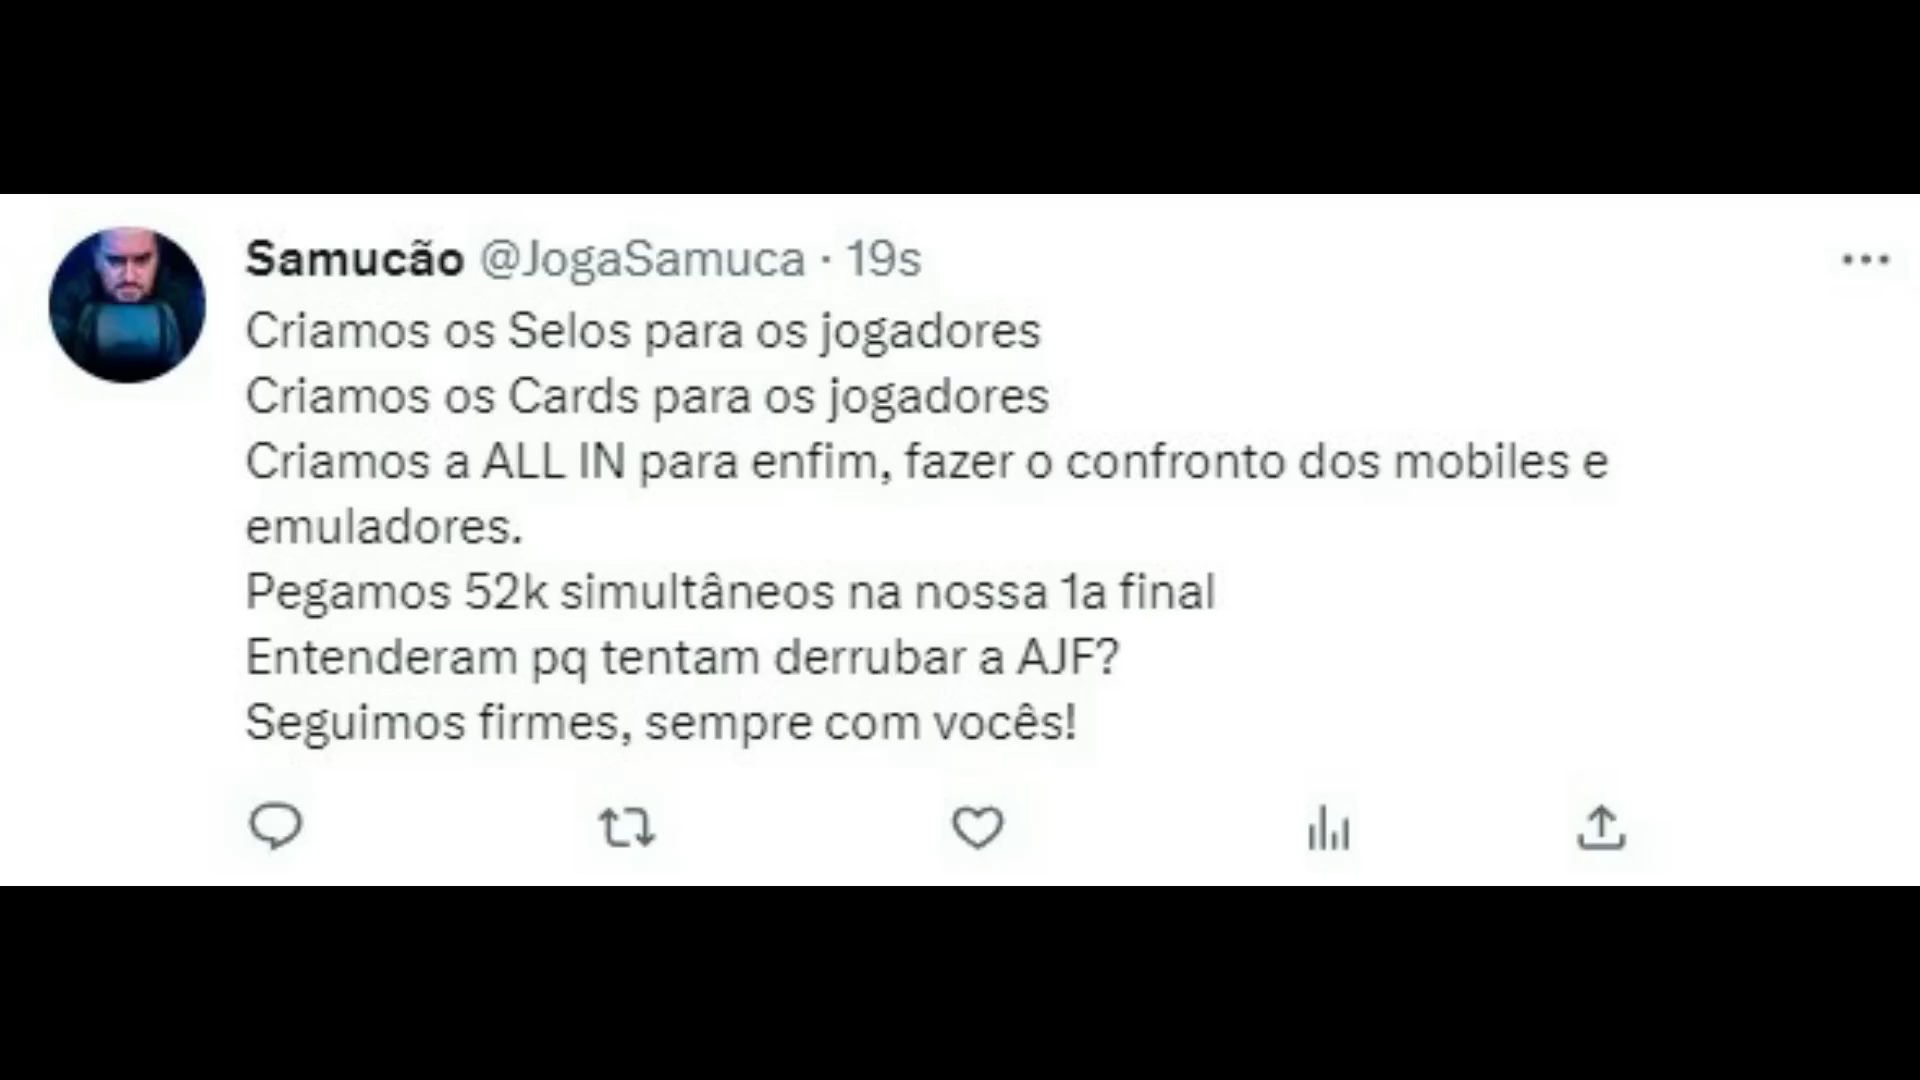 Samucão @JogaSamuca · 19s
Criamos os Selos para os jogadores
Criamos os Cards para os jogadores
Criamos a ALL IN para enfim, fazer o confronto dos mobiles e
emuladores.
Pegamos 52k simultâneos na nossa 1a final
Entenderam pq tentam derrubar a AJF?
Seguimos firmes, sempre com vocês!